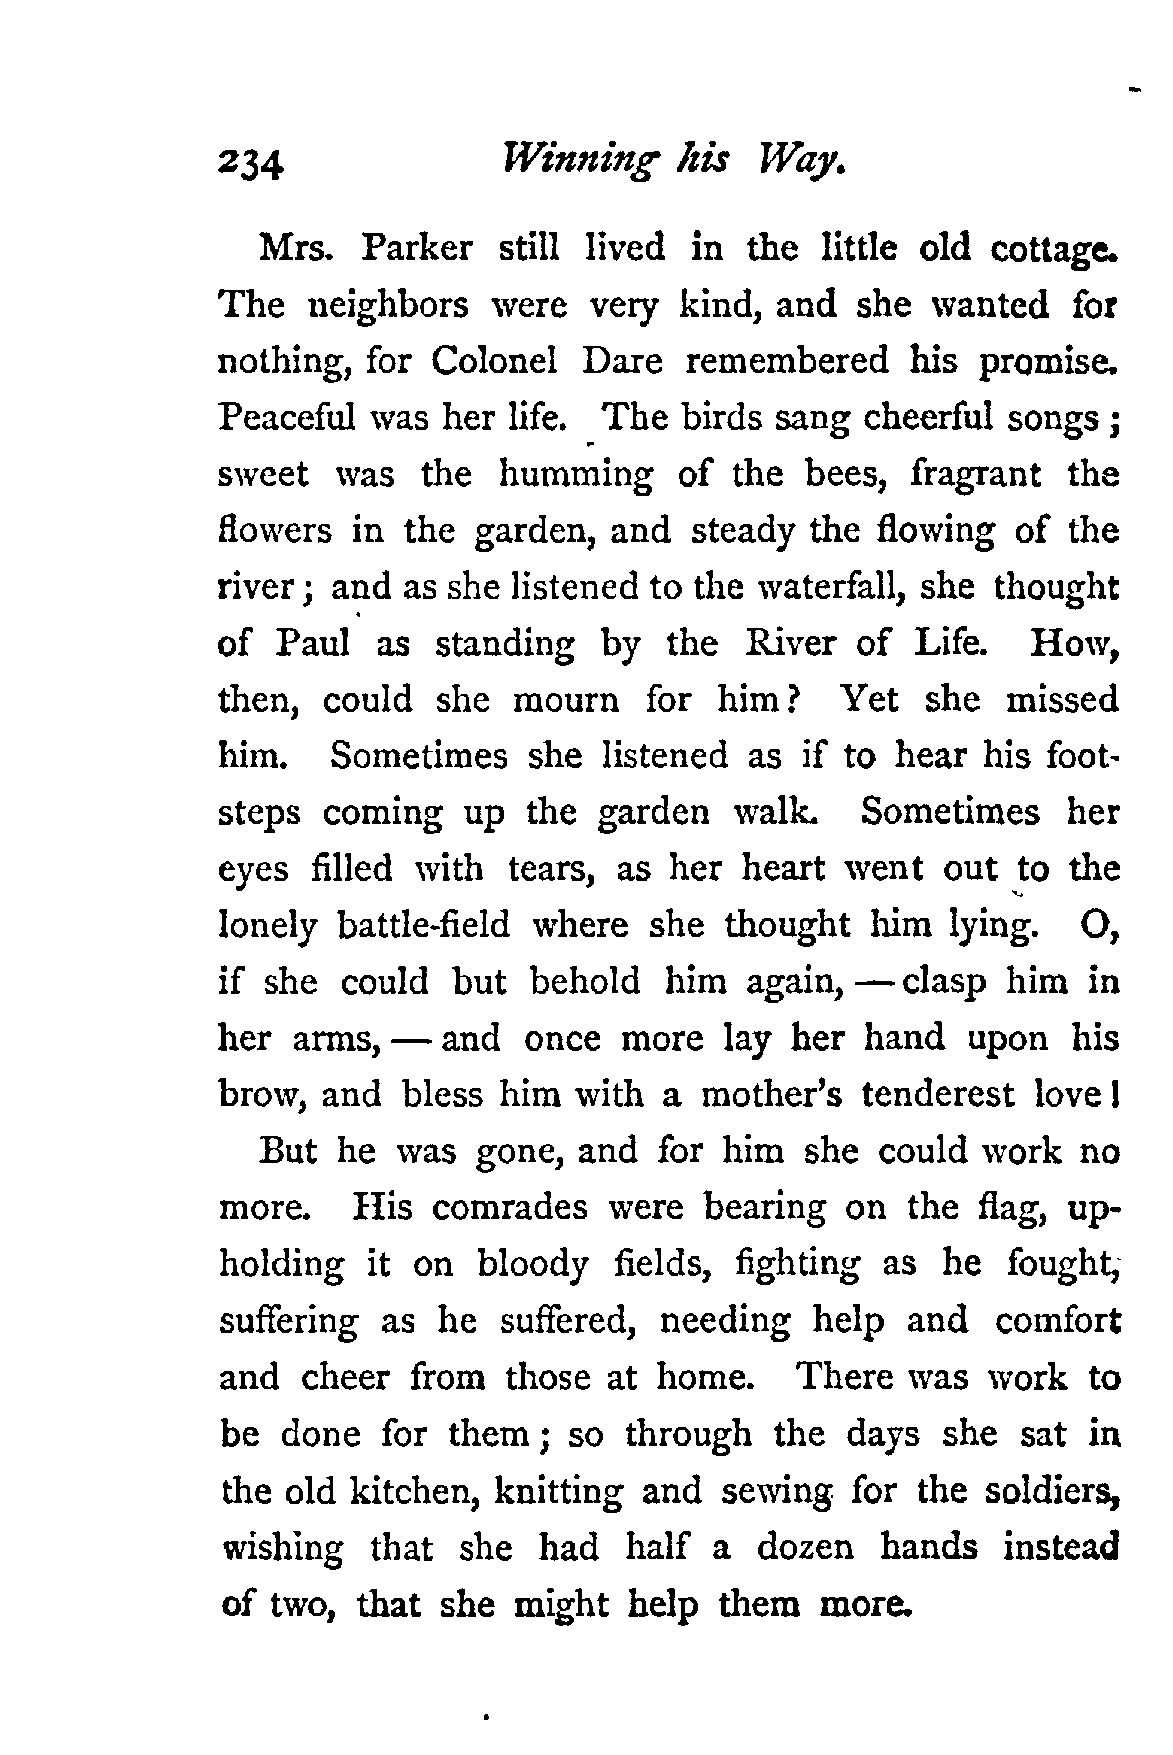 234 Winning his Way.
Mrs. Parker still lived in the little old cottage.
The neighbors were very kind, and she wanted for
nothing, for Colonel Dare remembered his promise.
Peaceful was her life. The birds sang cheerful songs ;
sweet was the humming of the bees, fragrant the
flowers in the garden, and steady the flowing of the
river ; and as she listened to the waterfall, she thought
of Paul as standing by the River of Life. How,
then, could she mourn for him ? Yet she missed
him. Sometimes she listened as if to hear his foot-
steps coming up the garden walk. Sometimes her
eyes filled with tears, as her heart went out to the
lonely battle-field where she thought him lying. O,
if she could but behold him again, — clasp him in
her arms, — and once more lay her hand upon his
brow, and bless him with a mother's tenderest love !
But he was gone, and for him she could work no
more. His comrades were bearing on the flag, up-
holding it on bloody fields, fighting as he fought,
suffering as he suffered, needing help and comfort
and cheer from those at home. There was work to
be done for them ; so through the days she sat in
the old kitchen, knitting and sewing for the soldiers,
wishing that she had half a dozen hands instead
of two, that she might help them more.